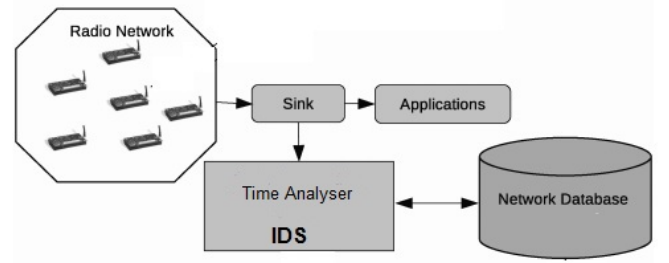 Radio Network
Sink
Applications
Time Analyser
IDS
Network Database